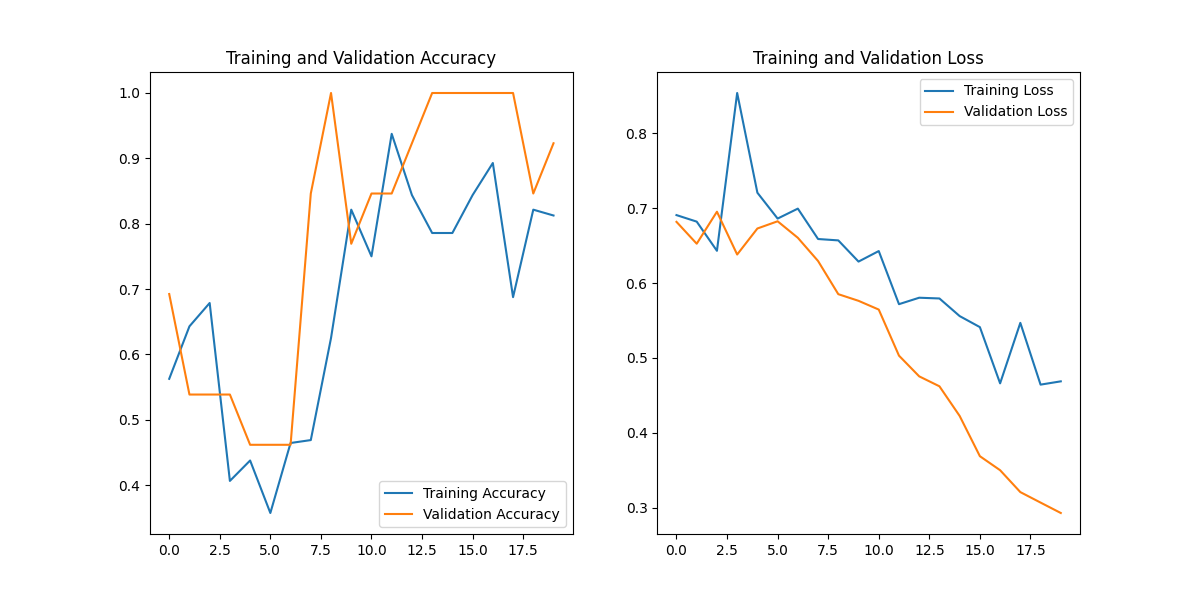 Training and Validation Accuracy
1.0
0.9
0.8
0.7
0.6
0.5
0.4
0.0 2.5 5.0 7.5 10.0 12.5 15.0 17.5
Training Accuracy
Validation Accuracy
Training and Validation Loss
0.8
0.7
0.6
0.5
0.4
0.3
0.0 2.5 5.0 7.5 10.0 12.5 15.0 17.5
Training Loss
Validation Loss